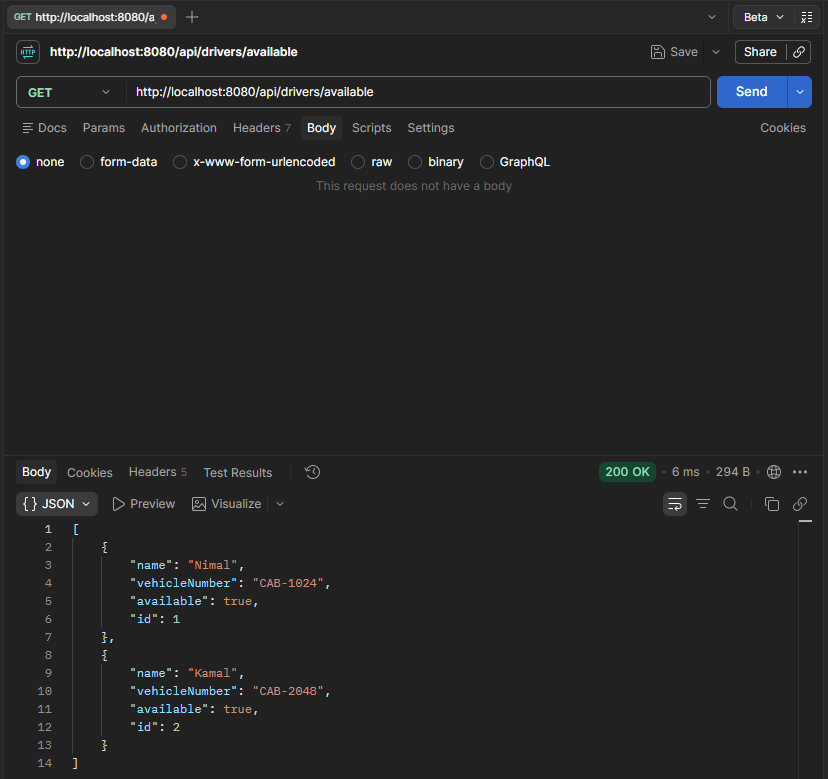 GET http://localhost:8080/a
Beta
HTTP http://localhost:8080/api/drivers/available
Save
Share
GET http://localhost:8080/api/drivers/available
Send
Docs Params Authorization Headers 7 Body Scripts Settings
Cookies
none form-data x-www-form-urlencoded raw binary GraphQL
This request does not have a body
Body Cookies Headers 5 Test Results
200 OK • 6 ms • 294 B •
{} JSON Preview Visualize
1 [
2 {
3 "name": "Nimal",
4 "vehicleNumber": "CAB-1024",
5 "available": true,
6 "id": 1
7 },
8 {
9 "name": "Kamal",
10 "vehicleNumber": "CAB-2048",
11 "available": true,
12 "id": 2
13 }
14 ]